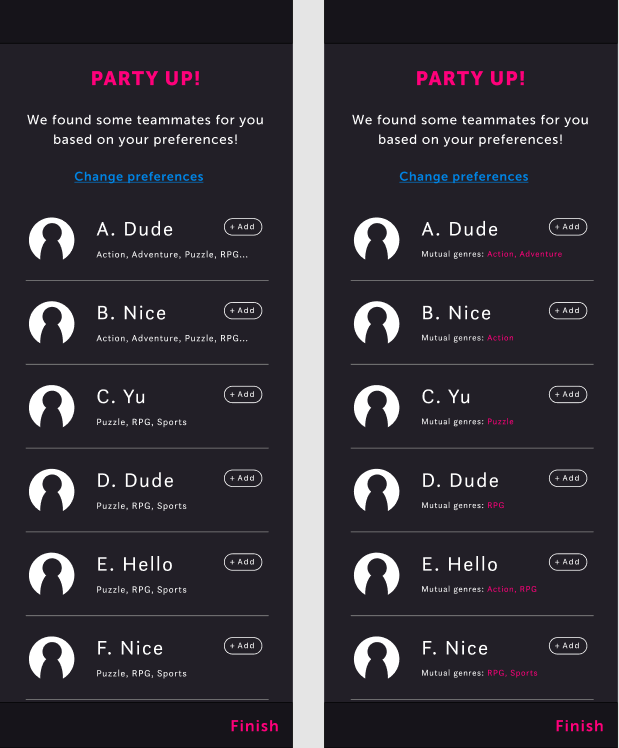 PARTY UP!
We found some teammates for you
based on your preferences!
Change preferences
A. Dude
+ Add
Action, Adventure, Puzzle, RPG...
B. Nice
+ Add
Action, Adventure, Puzzle, RPG...
C. Yu
+ Add
Puzzle, RPG, Sports
D. Dude
+ Add
Puzzle, RPG, Sports
E. Hello
+ Add
Puzzle, RPG, Sports
F. Nice
+ Add
Puzzle, RPG, Sports
Finish
PARTY UP!
We found some teammates for you
based on your preferences!
Change preferences
A. Dude
+ Add
Mutual genres: Action, Adventure
B. Nice
+ Add
Mutual genres: Action
C. Yu
+ Add
Mutual genres: Puzzle
D. Dude
+ Add
Mutual genres: RPG
E. Hello
+ Add
Mutual genres: Action, RPG
F. Nice
+ Add
Mutual genres: RPG, Sports
Finish